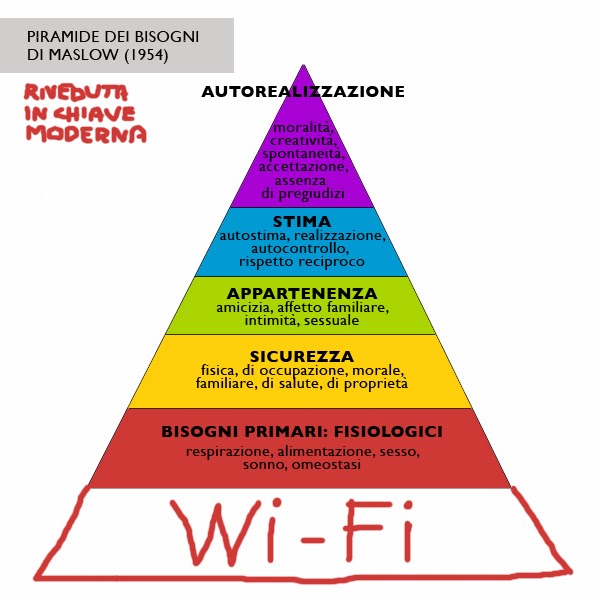 PIRAMIDE DEI BISOGNI
DI MASLOW (1954)
RIVEDUTA
IN CHIAVE
MODERNA
AUTOREALIZZAZIONE
moralità,
creatività,
spontaneità,
accettazione,
assenza
di pregiudizi
STIMA
autostima, realizzazione,
autocontrollo,
rispetto reciproco
APPARTENENZA
amicizia, affetto familiare,
intimità, sessuale
SICUREZZA
fisica, di occupazione, morale,
familiare, di salute, di proprietà
BISOGNI PRIMARI: FISIOLOGICI
respirazione, alimentazione, sesso,
sonno, omeostasi
Wi-Fi